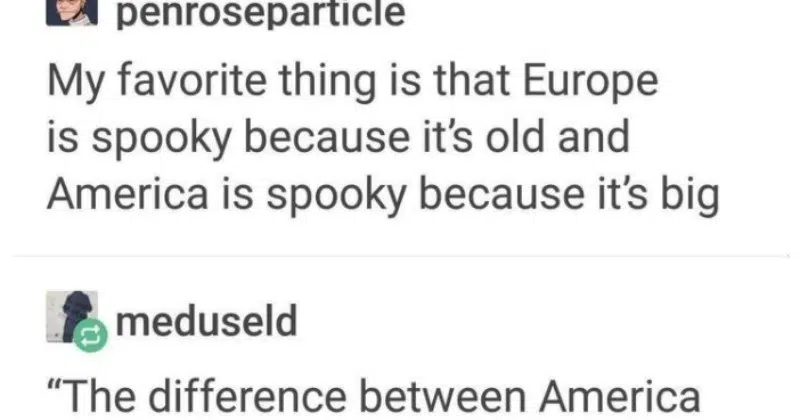 penroseparticle
My favorite thing is that Europe
is spooky because it's old and
America is spooky because it's big
meduseld
“The difference between America